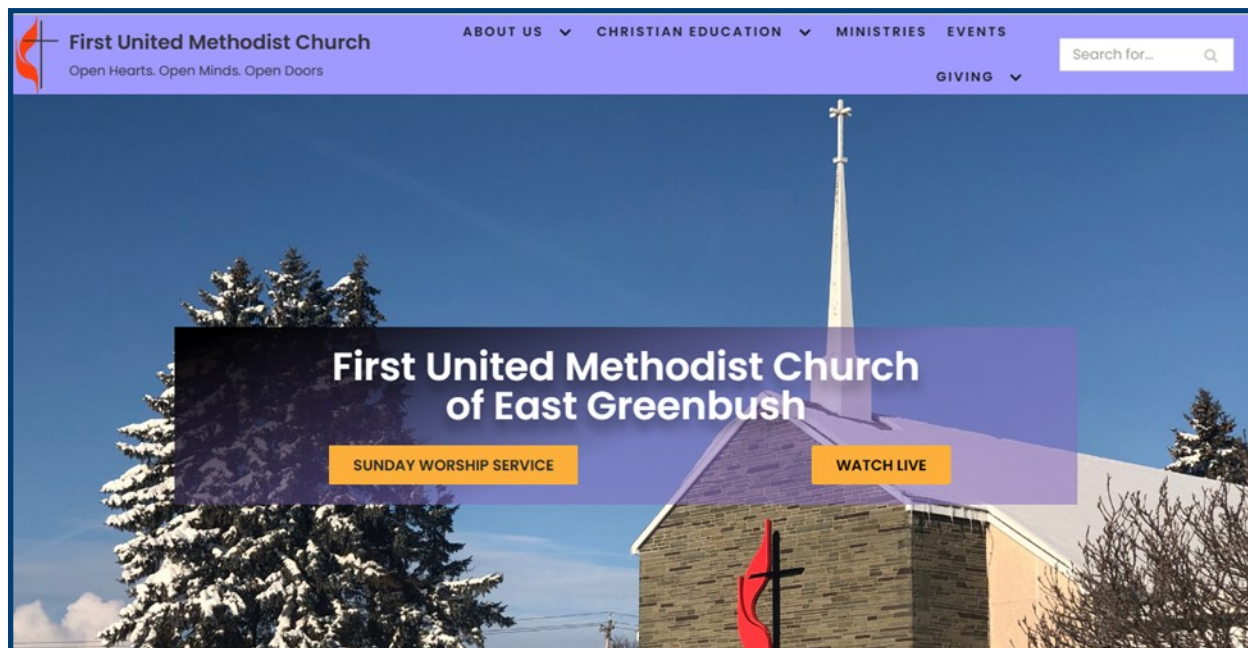 First United Methodist Church
Open Hearts. Open Minds. Open Doors
ABOUT US
CHRISTIAN EDUCATION
MINISTRIES
EVENTS
GIVING
Search for...
First United Methodist Church
of East Greenbush
SUNDAY WORSHIP SERVICE
WATCH LIVE